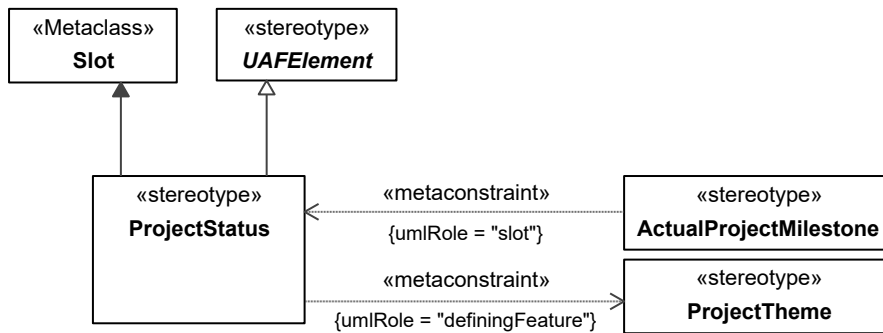 «Metaclass»
Slot
«stereotype»
UAFElement
«stereotype»
ProjectStatus
«metaconstraint»
{umlRole = "slot"}
«stereotype»
ActualProjectMilestone
«metaconstraint»
{umlRole = "definingFeature"}
«stereotype»
ProjectTheme